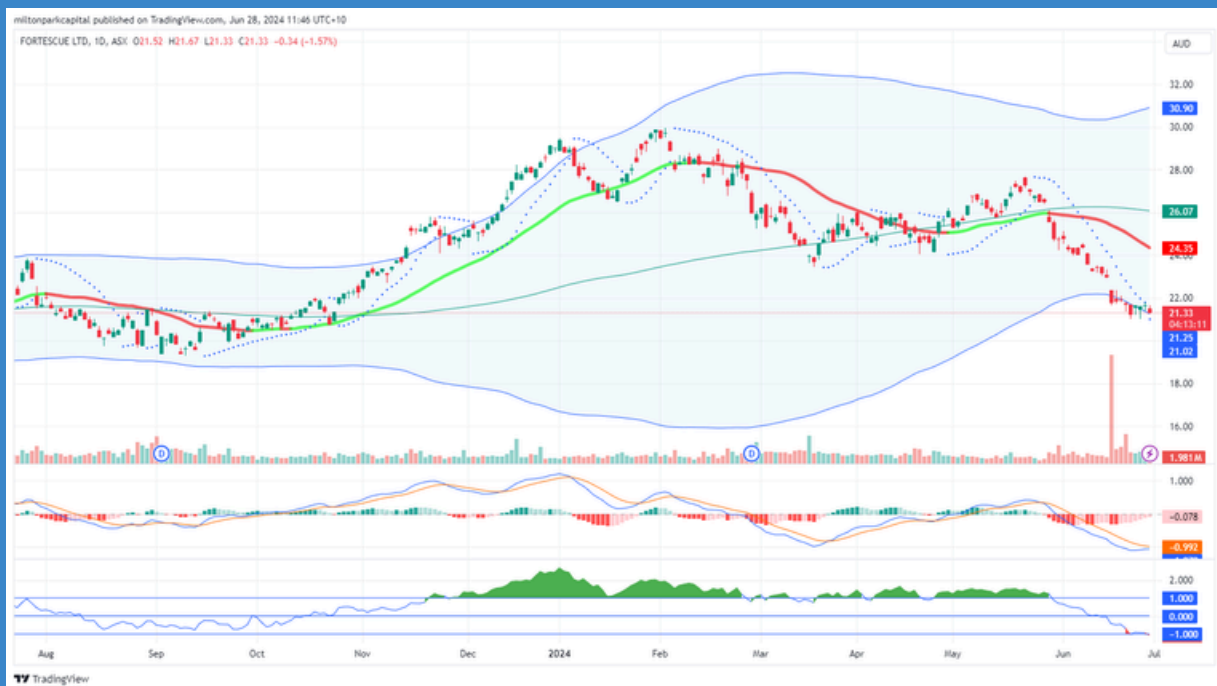 miltonparkcapital published on TradingView.com, Jun 28, 2024 11:46 UTC+10
FORTESCUE LTD, 1D, ASX O21.52 H21.67 L21.33 C21.33 −0.34 (−1.57%)
AUD
32.00
30.90
30.00
28.00
26.07
24.35
24.00
22.00
21.33
04:13:11
21.25
21.02
18.00
16.00
D
D
1.981M
1.000
−0.078
−0.992
2.000
1.000
0.000
−1.000
Aug Sep Oct Nov Dec 2024 Feb Mar Apr May Jun Jul
TradingView